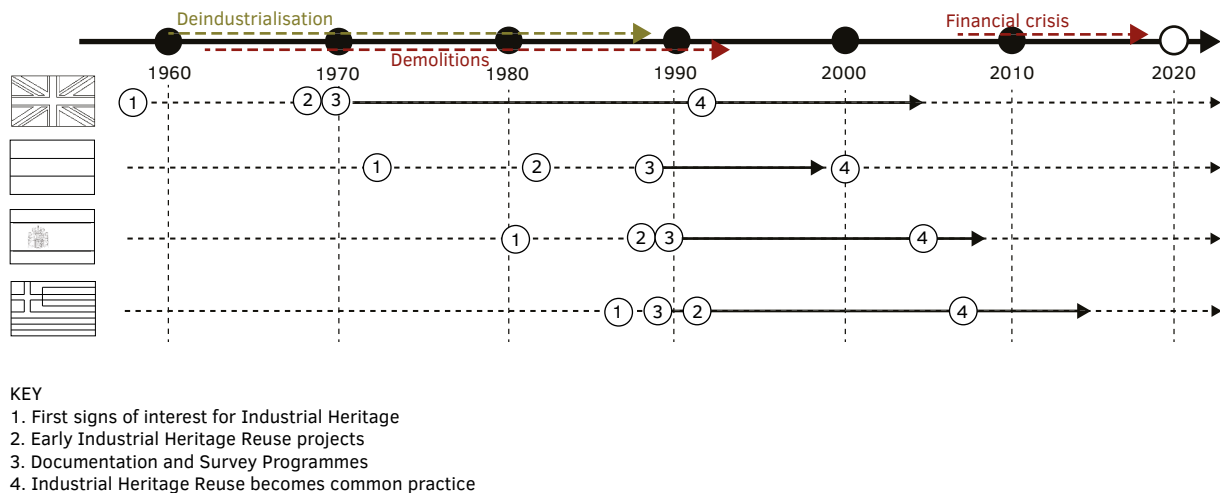 Deindustrialisation
Financial crisis
Demolitions
1960 1970 1980 1990 2000 2010 2020
1 2 3 4
1 2 3 4
1 2 3 4
1 3 2 4
KEY
1. First signs of interest for Industrial Heritage
2. Early Industrial Heritage Reuse projects
3. Documentation and Survey Programmes
4. Industrial Heritage Reuse becomes common practice